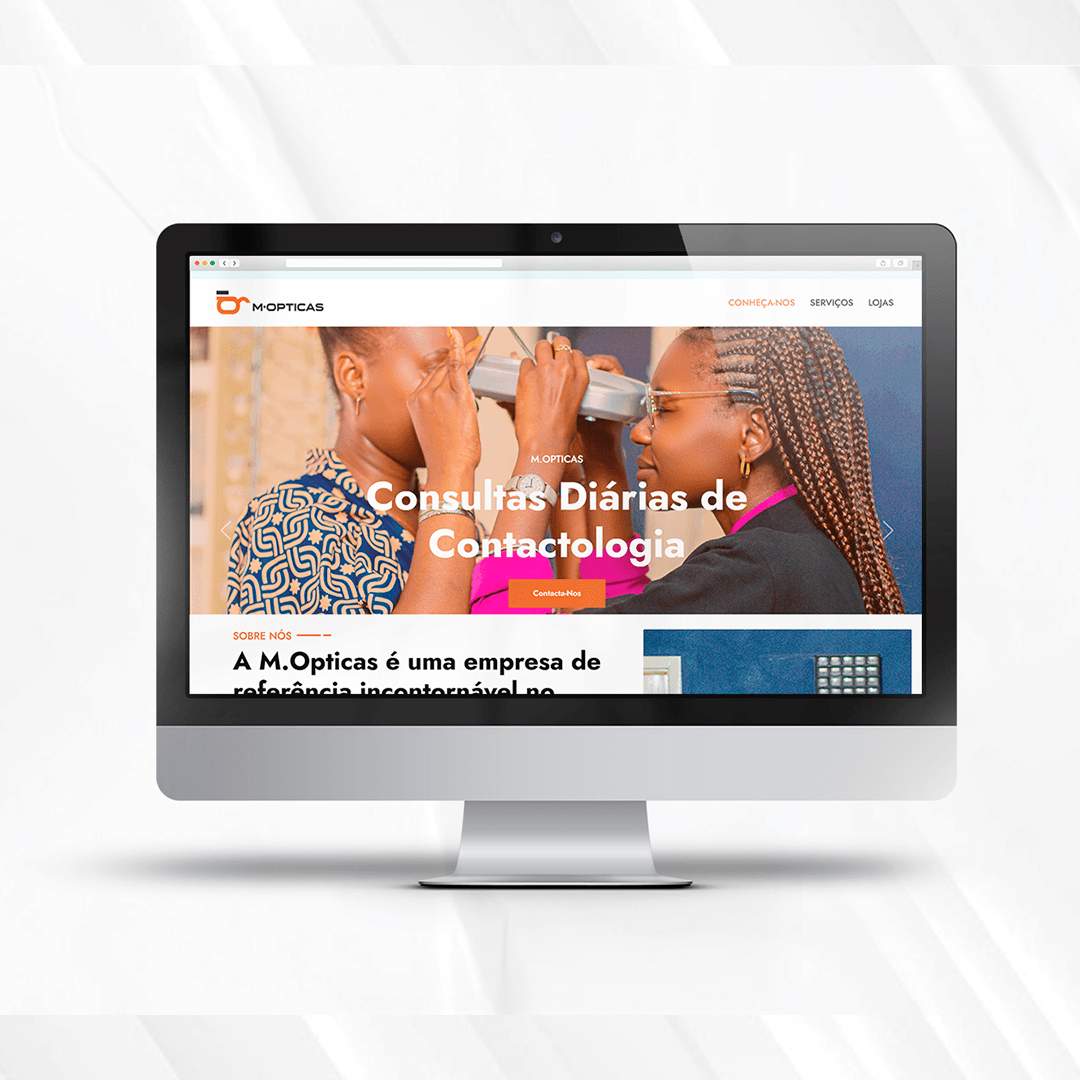 M·OPTICAS
CONHEÇA-NOS SERVIÇOS LOJAS
M.OPTICAS
Consultas Diárias de
Contactologia
Contacta-Nos
SOBRE NÓS
A M.Opticas é uma empresa de
referência incontornável no